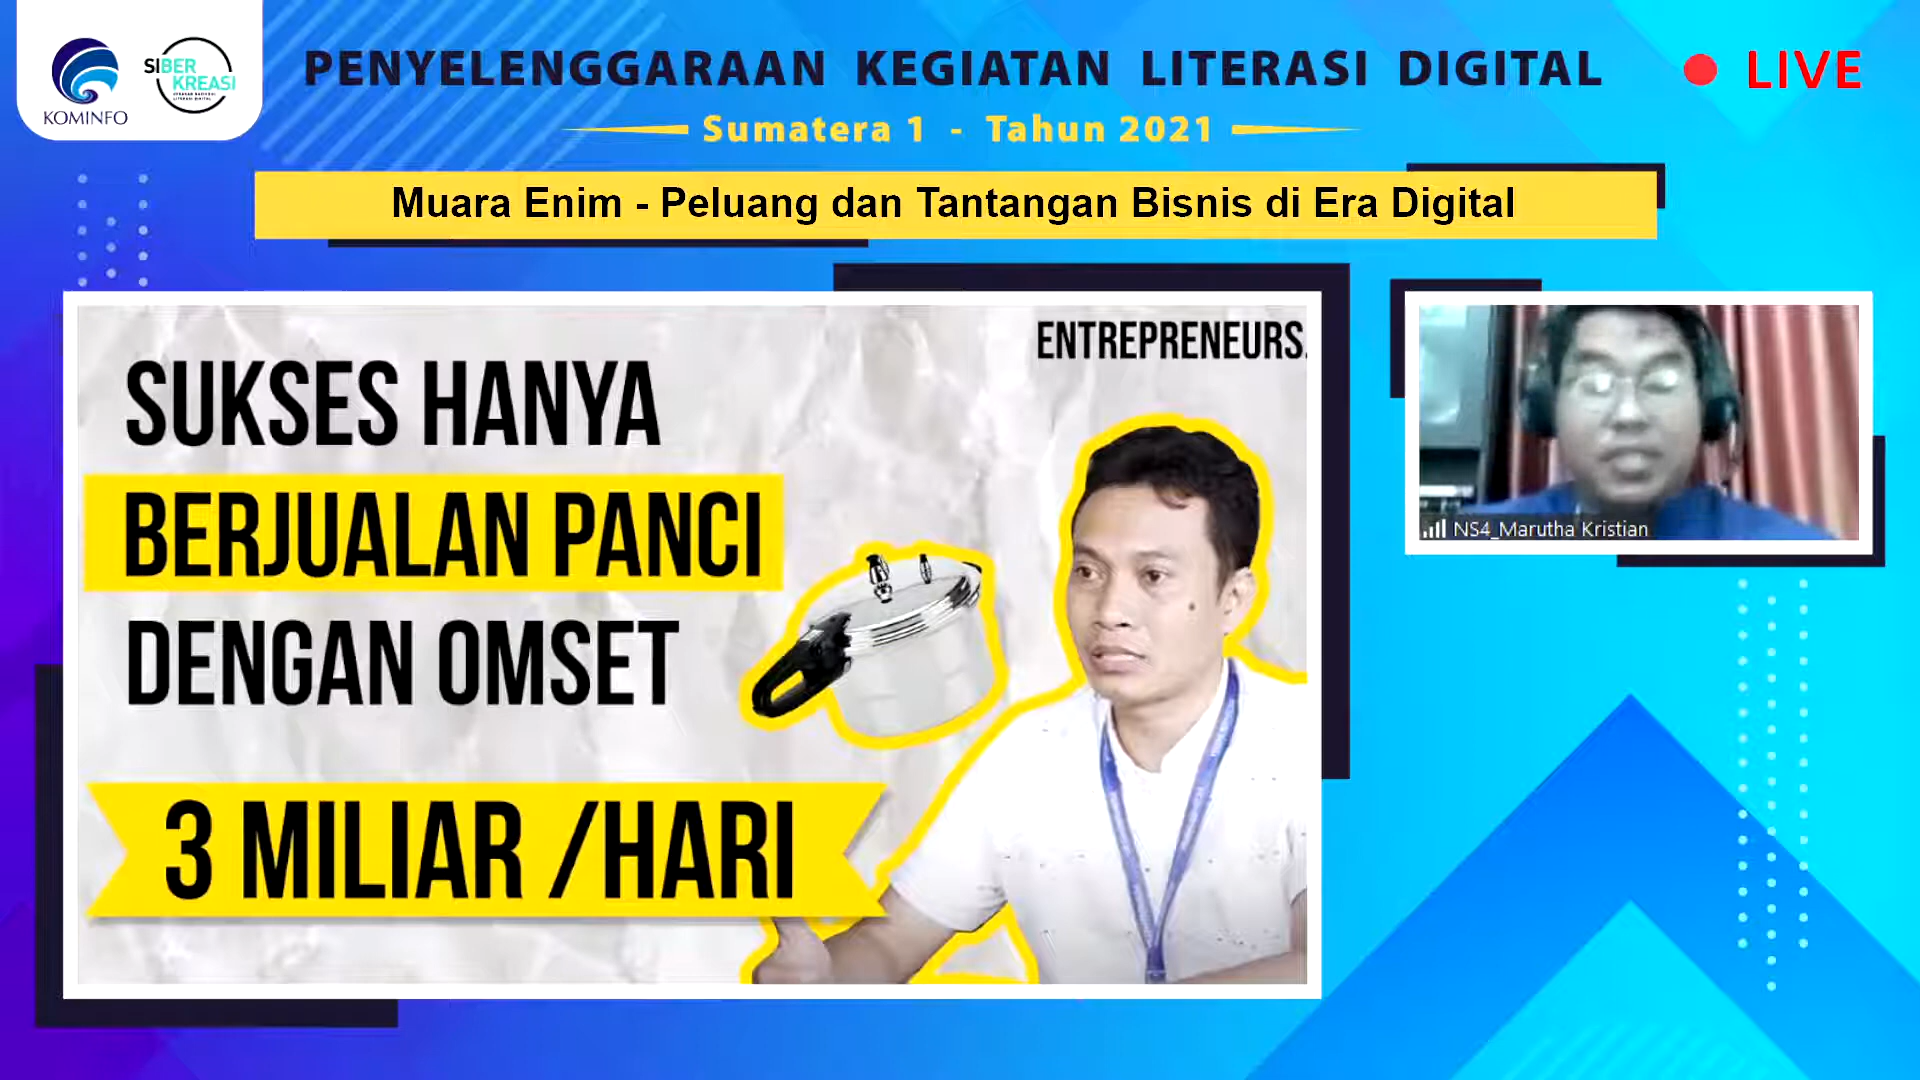 KOMINFO
SIBER
KREASI
PENYELENGGARAAN KEGIATAN LITERASI DIGITAL
LIVE
Sumatera 1 - Tahun 2021
Muara Enim - Peluang dan Tantangan Bisnis di Era Digital
ENTREPRENEURS.
SUKSES HANYA
BERJUALAN PANCI
DENGAN OMSET
3 MILIAR /HARI
NS4_Marutha Kristian